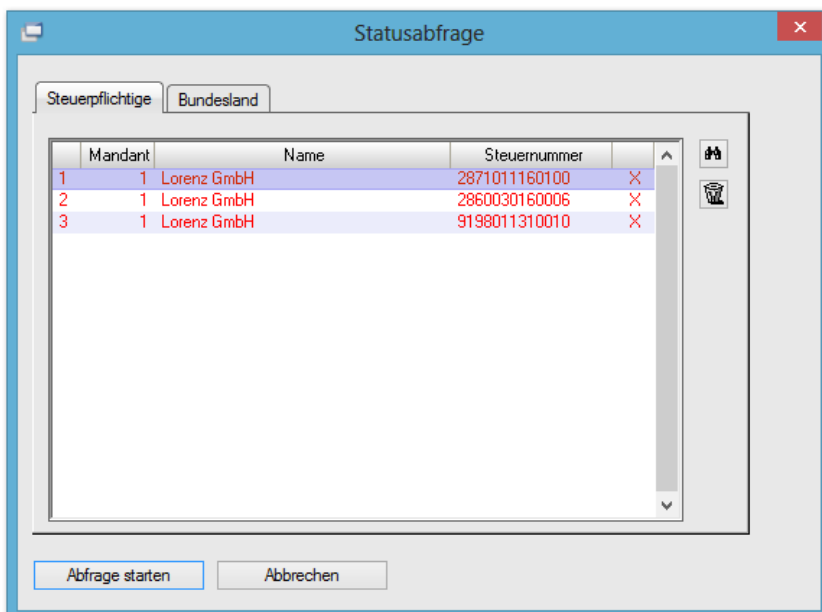 Statusabfrage
Steuerpflichtige Bundesland
Mandant Name Steuernummer
1 1 Lorenz GmbH 2871011160100 X
2 1 Lorenz GmbH 2860030160006 X
3 1 Lorenz GmbH 9198011310010 X
Abfrage starten Abbrechen